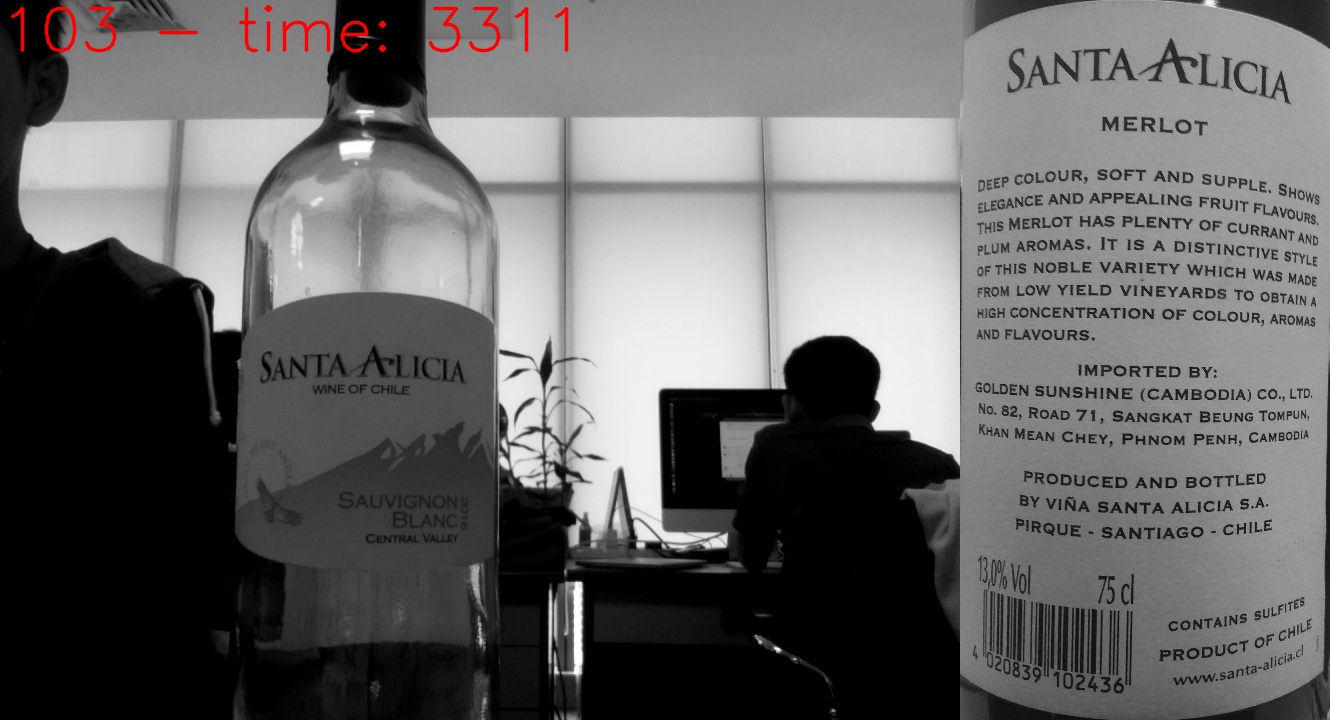 103 - time: 3311
SANTA ALICIA
WINE OF CHILE
SAUVIGNON
BLANC
2016
CENTRAL VALLEY
SANTA ALICIA
MERLOT
DEEP COLOUR, SOFT AND SUPPLE. SHOWS
ELEGANCE AND APPEALING FRUIT FLAVOURS.
THIS MERLOT HAS PLENTY OF CURRANT AND
PLUM AROMAS. IT IS A DISTINCTIVE STYLE
OF THIS NOBLE VARIETY WHICH WAS MADE
FROM LOW YIELD VINEYARDS TO OBTAIN A
HIGH CONCENTRATION OF COLOUR, AROMAS
AND FLAVOURS.
IMPORTED BY:
GOLDEN SUNSHINE (CAMBODIA) CO., LTD.
No. 82, ROAD 71, SANGKAT BEUNG TOMPUN,
KHAN MEAN CHEY, PHNOM PENH, CAMBODIA
PRODUCED AND BOTTLED
BY VIÑA SANTA ALICIA S.A.
PIRQUE - SANTIAGO - CHILE
13,0% Vol 75 cl
4 020839 102436
CONTAINS SULFITES
PRODUCT OF CHILE
www.santa-alicia.cl